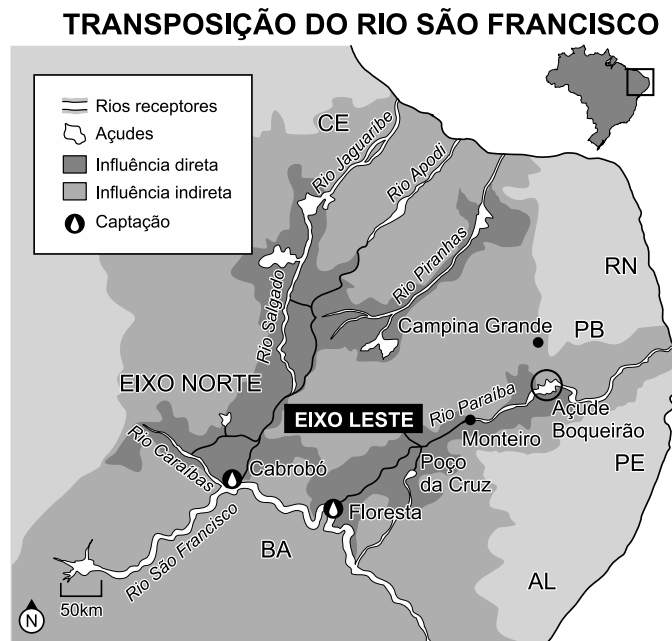 TRANSPOSIÇÃO DO RIO SÃO FRANCISCO
Rios receptores
Açudes
Influência direta
Influência indireta
Captação
CE
Rio Jaguaribe
Rio Apodi
Rio Piranhas
RN
Rio Salgado
Campina Grande
PB
EIXO NORTE
EIXO LESTE
Rio Paraíba
Açude
Boqueirão
Monteiro
Rio Caraíbas
Cabrobó
Poço
da Cruz
PE
Floresta
Rio São Francisco
BA
AL
50km
N